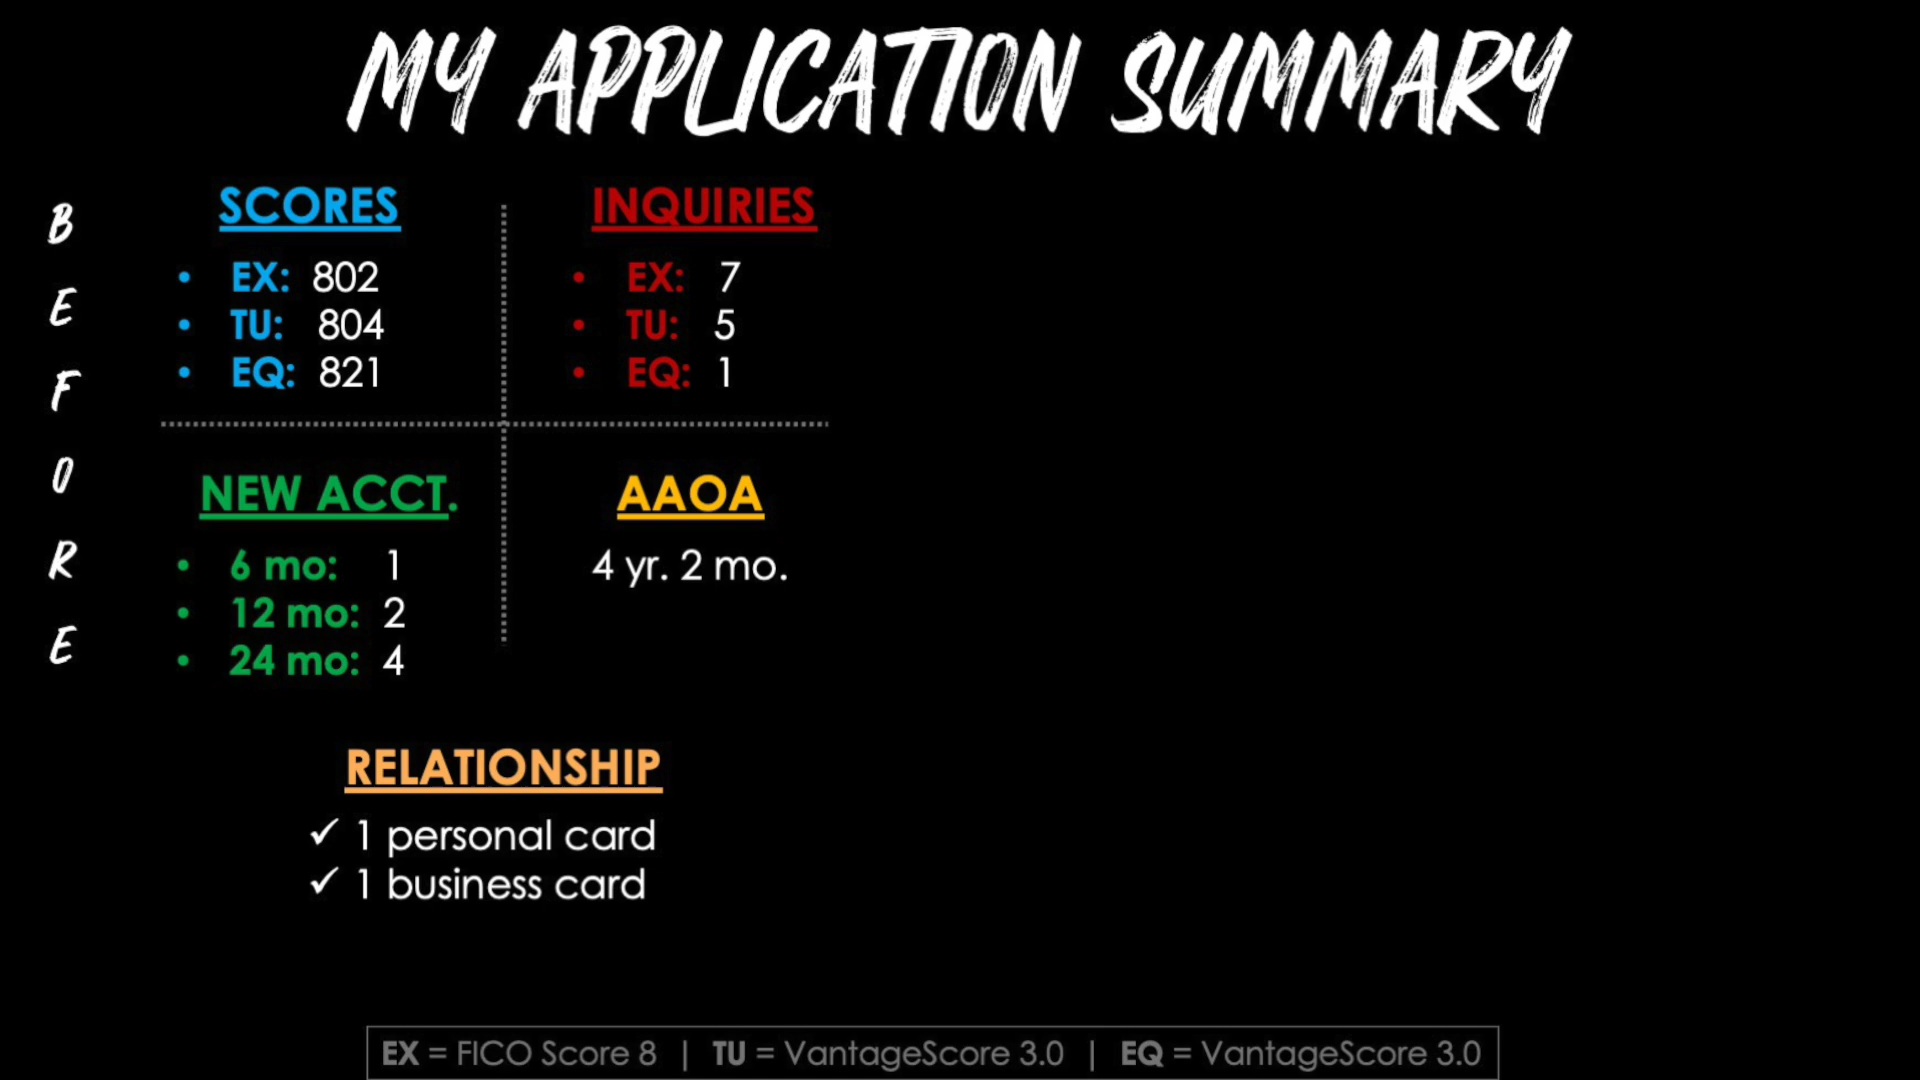 MY APPLICATION SUMMARY
BEFORE
SCORES
• EX: 802
• TU: 804
• EQ: 821
INQUIRIES
• EX: 7
• TU: 5
• EQ: 1
NEW ACCT.
• 6 mo: 1
• 12 mo: 2
• 24 mo: 4
AAOA
4 yr. 2 mo.
RELATIONSHIP
✓ 1 personal card
✓ 1 business card
EX = FICO Score 8 | TU = VantageScore 3.0 | EQ = VantageScore 3.0